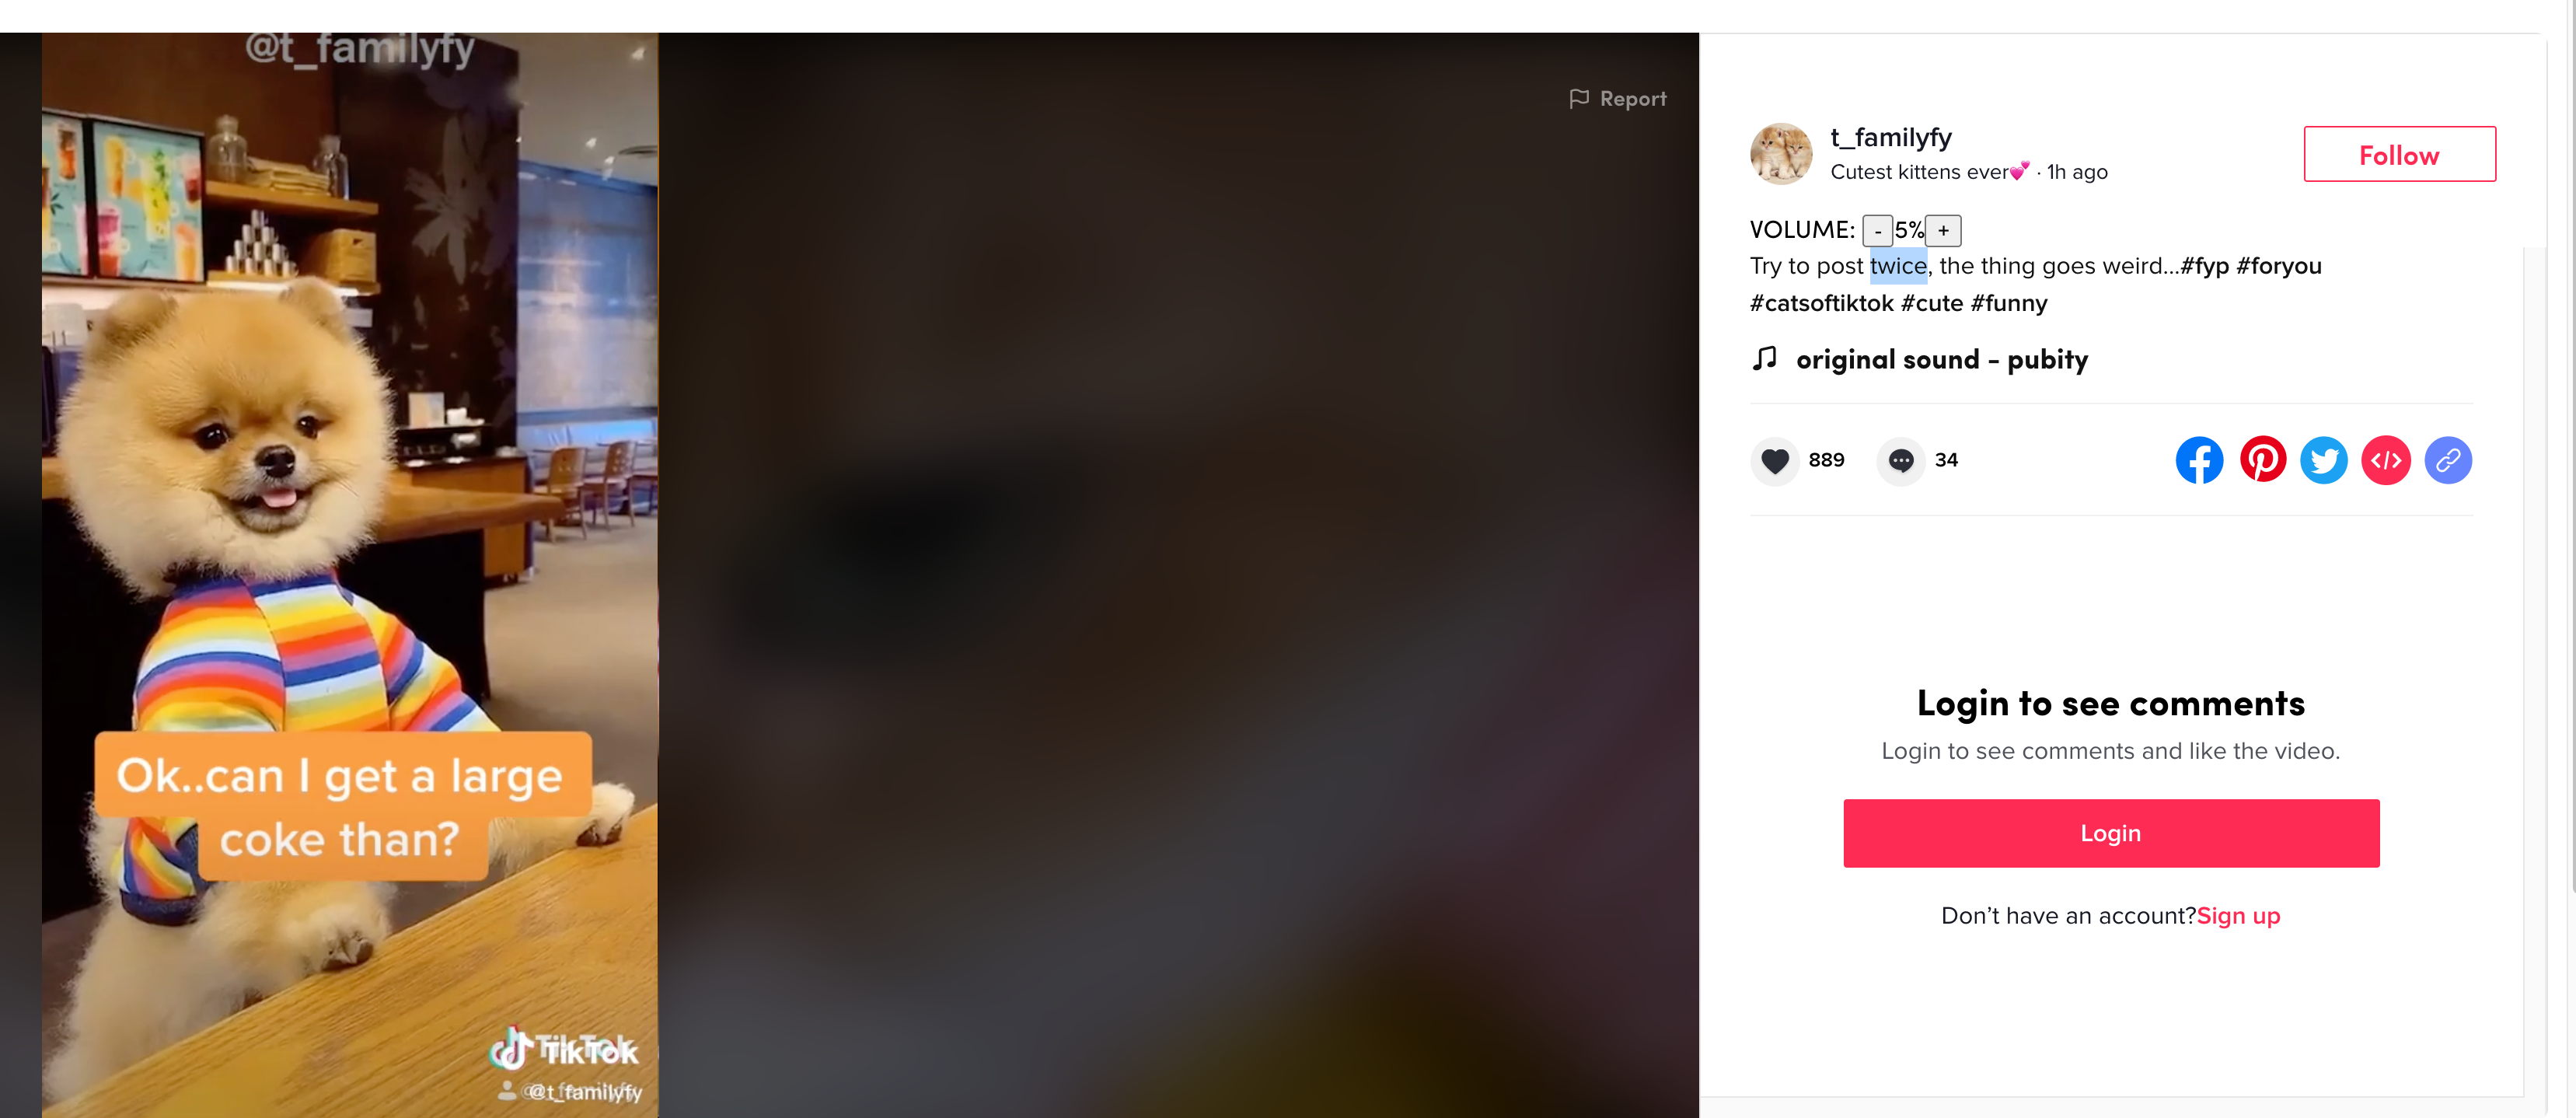 @t_familyfy
Ok..can I get a large
coke than?
TikTok
@t_familyfy
Report
t_familyfy
Cutest kittens ever💕 · 1h ago
Follow
VOLUME: - 5% +
Try to post twice, the thing goes weird...#fyp #foryou
#catsoftiktok #cute #funny
original sound - pubity
889 34
Login to see comments
Login to see comments and like the video.
Login
Don’t have an account?Sign up